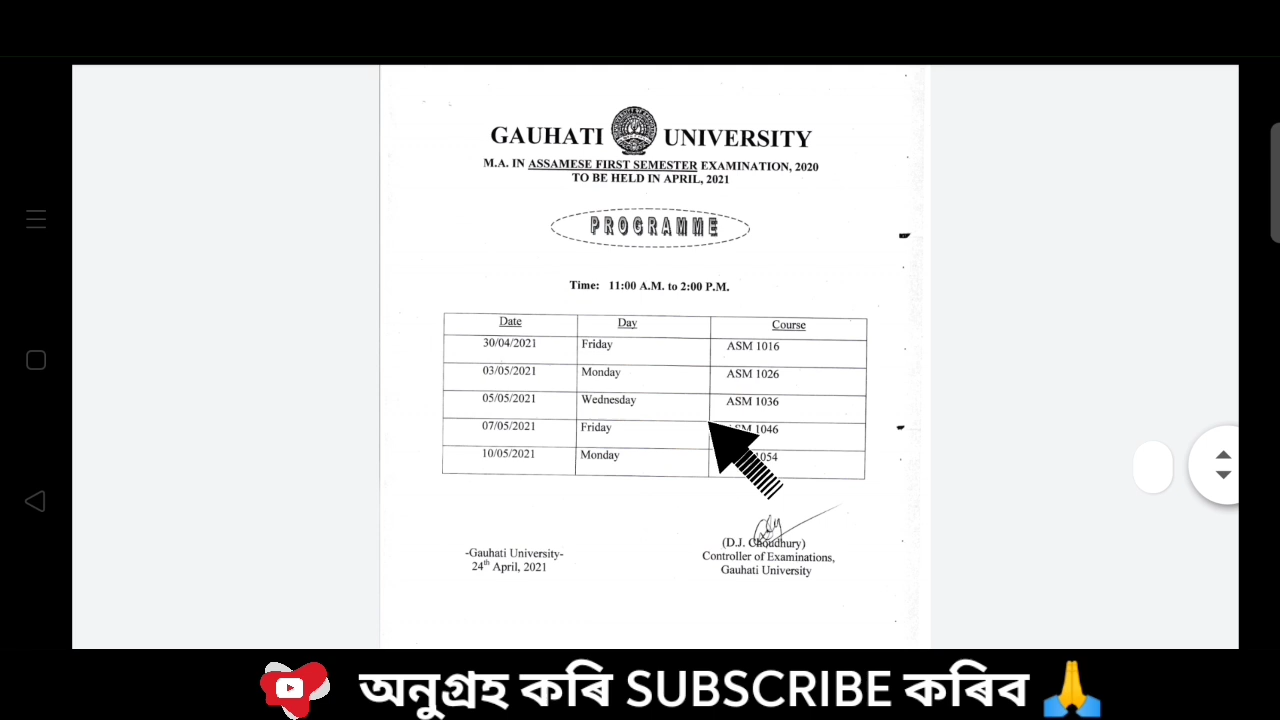 GAUHATI UNIVERSITY
M.A. IN ASSAMESE FIRST SEMESTER EXAMINATION, 2020
TO BE HELD IN APRIL, 2021
PROGRAMME
Time: 11:00 A.M. to 2:00 P.M.
Date Day Course
30/04/2021 Friday ASM 1016
03/05/2021 Monday ASM 1026
05/05/2021 Wednesday ASM 1036
07/05/2021 Friday 1046
10/05/2021 Monday 1054
(D.J. Choudhury)
-Gauhati University- Controller of Examinations,
24th April, 2021 Gauhati University
অনুগ্ৰহ কৰি SUBSCRIBE কৰিব 🙏